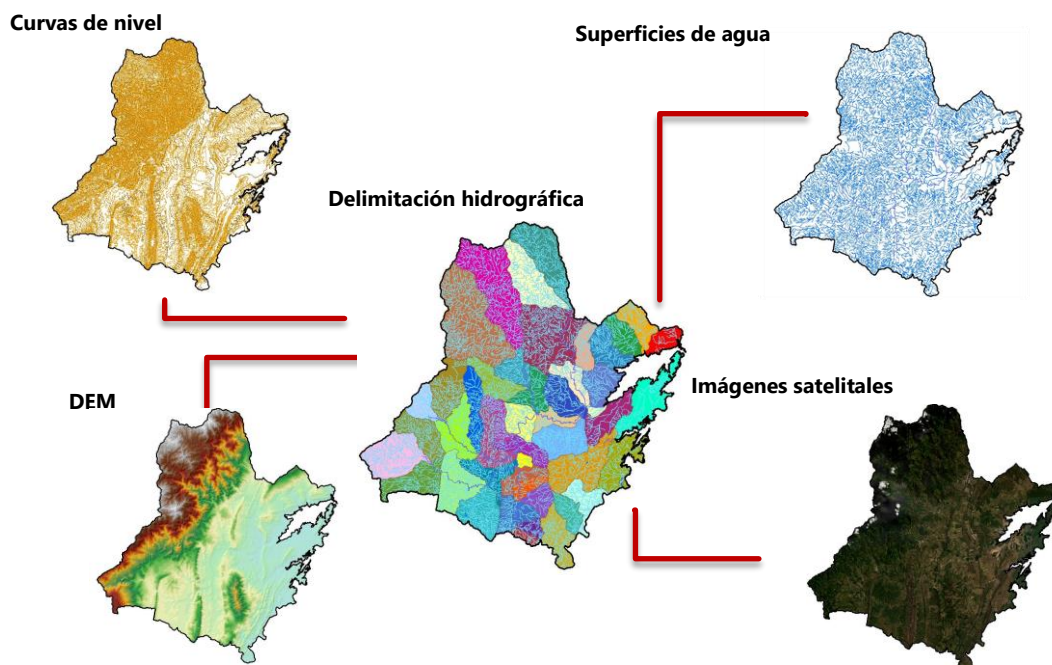 Curvas de nivel
Superficies de agua
Delimitación hidrográfica
Imágenes satelitales
DEM